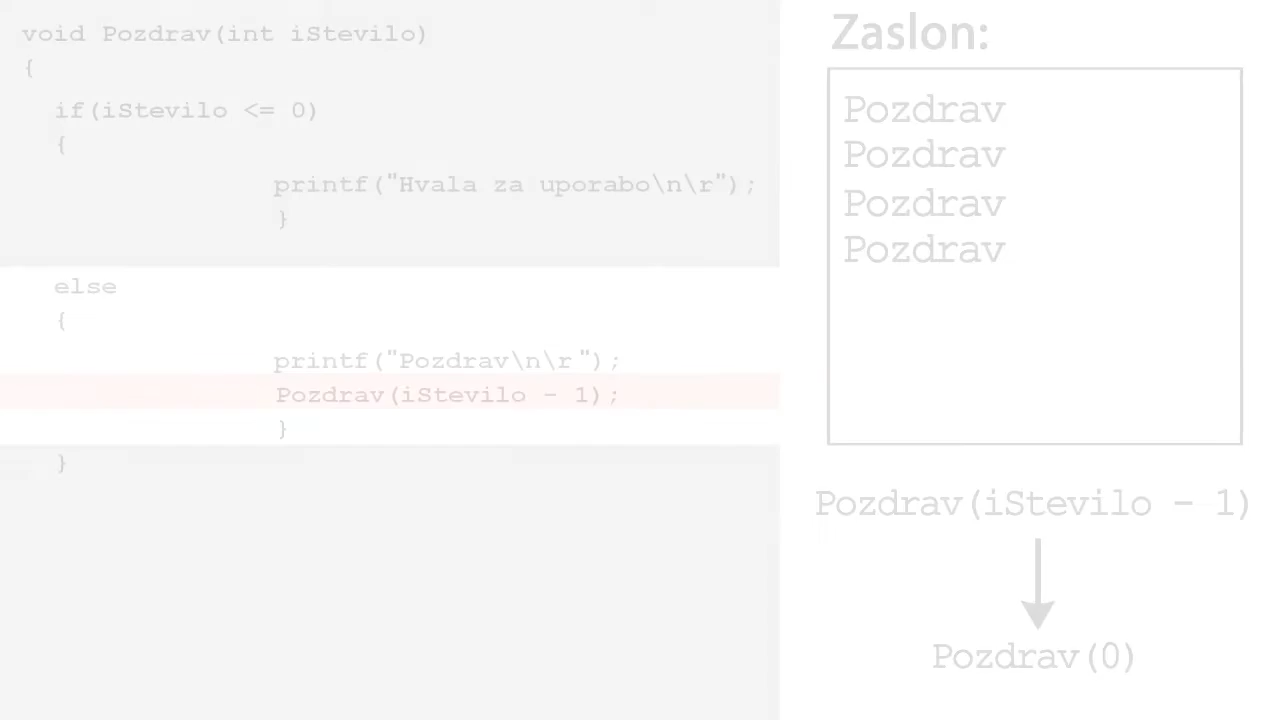 void Pozdrav(int iStevilo)
{
if(iStevilo <= 0)
{
printf("Hvala za uporabo\n\r");
}
else
{
printf("Pozdrav\n\r ");
Pozdrav(iStevilo - 1);
}
}
Zaslon:
Pozdrav
Pozdrav
Pozdrav
Pozdrav
Pozdrav(iStevilo - 1)
Pozdrav(0)